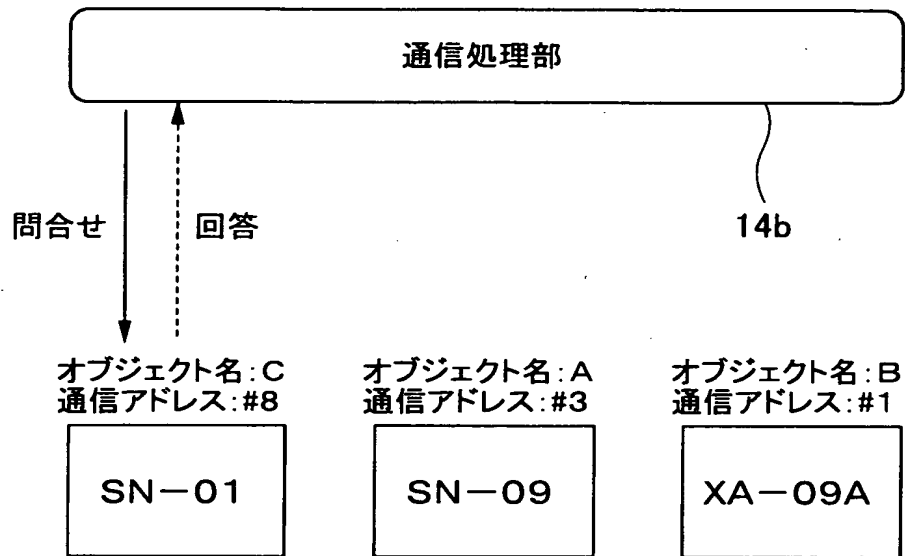 通信処理部
問合せ
回答
14b
オブジェクト名:C
通信アドレス:#8
オブジェクト名:A
通信アドレス:#3
オブジェクト名:B
通信アドレス:#1
SN-01
SN-09
XA-09A